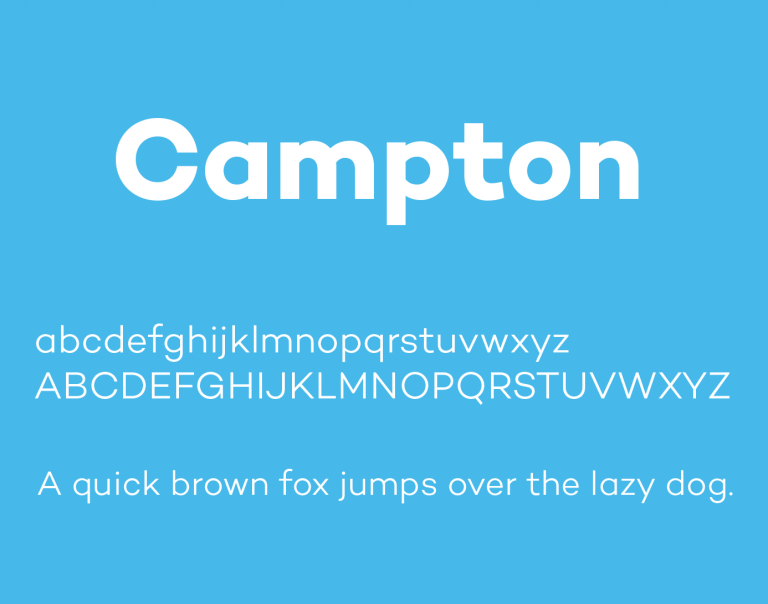 Campton
abcdefghijklmnopqrstuvwxyz
ABCDEFGHIJKLMNOPQRSTUVWXYZ
A quick brown fox jumps over the lazy dog.